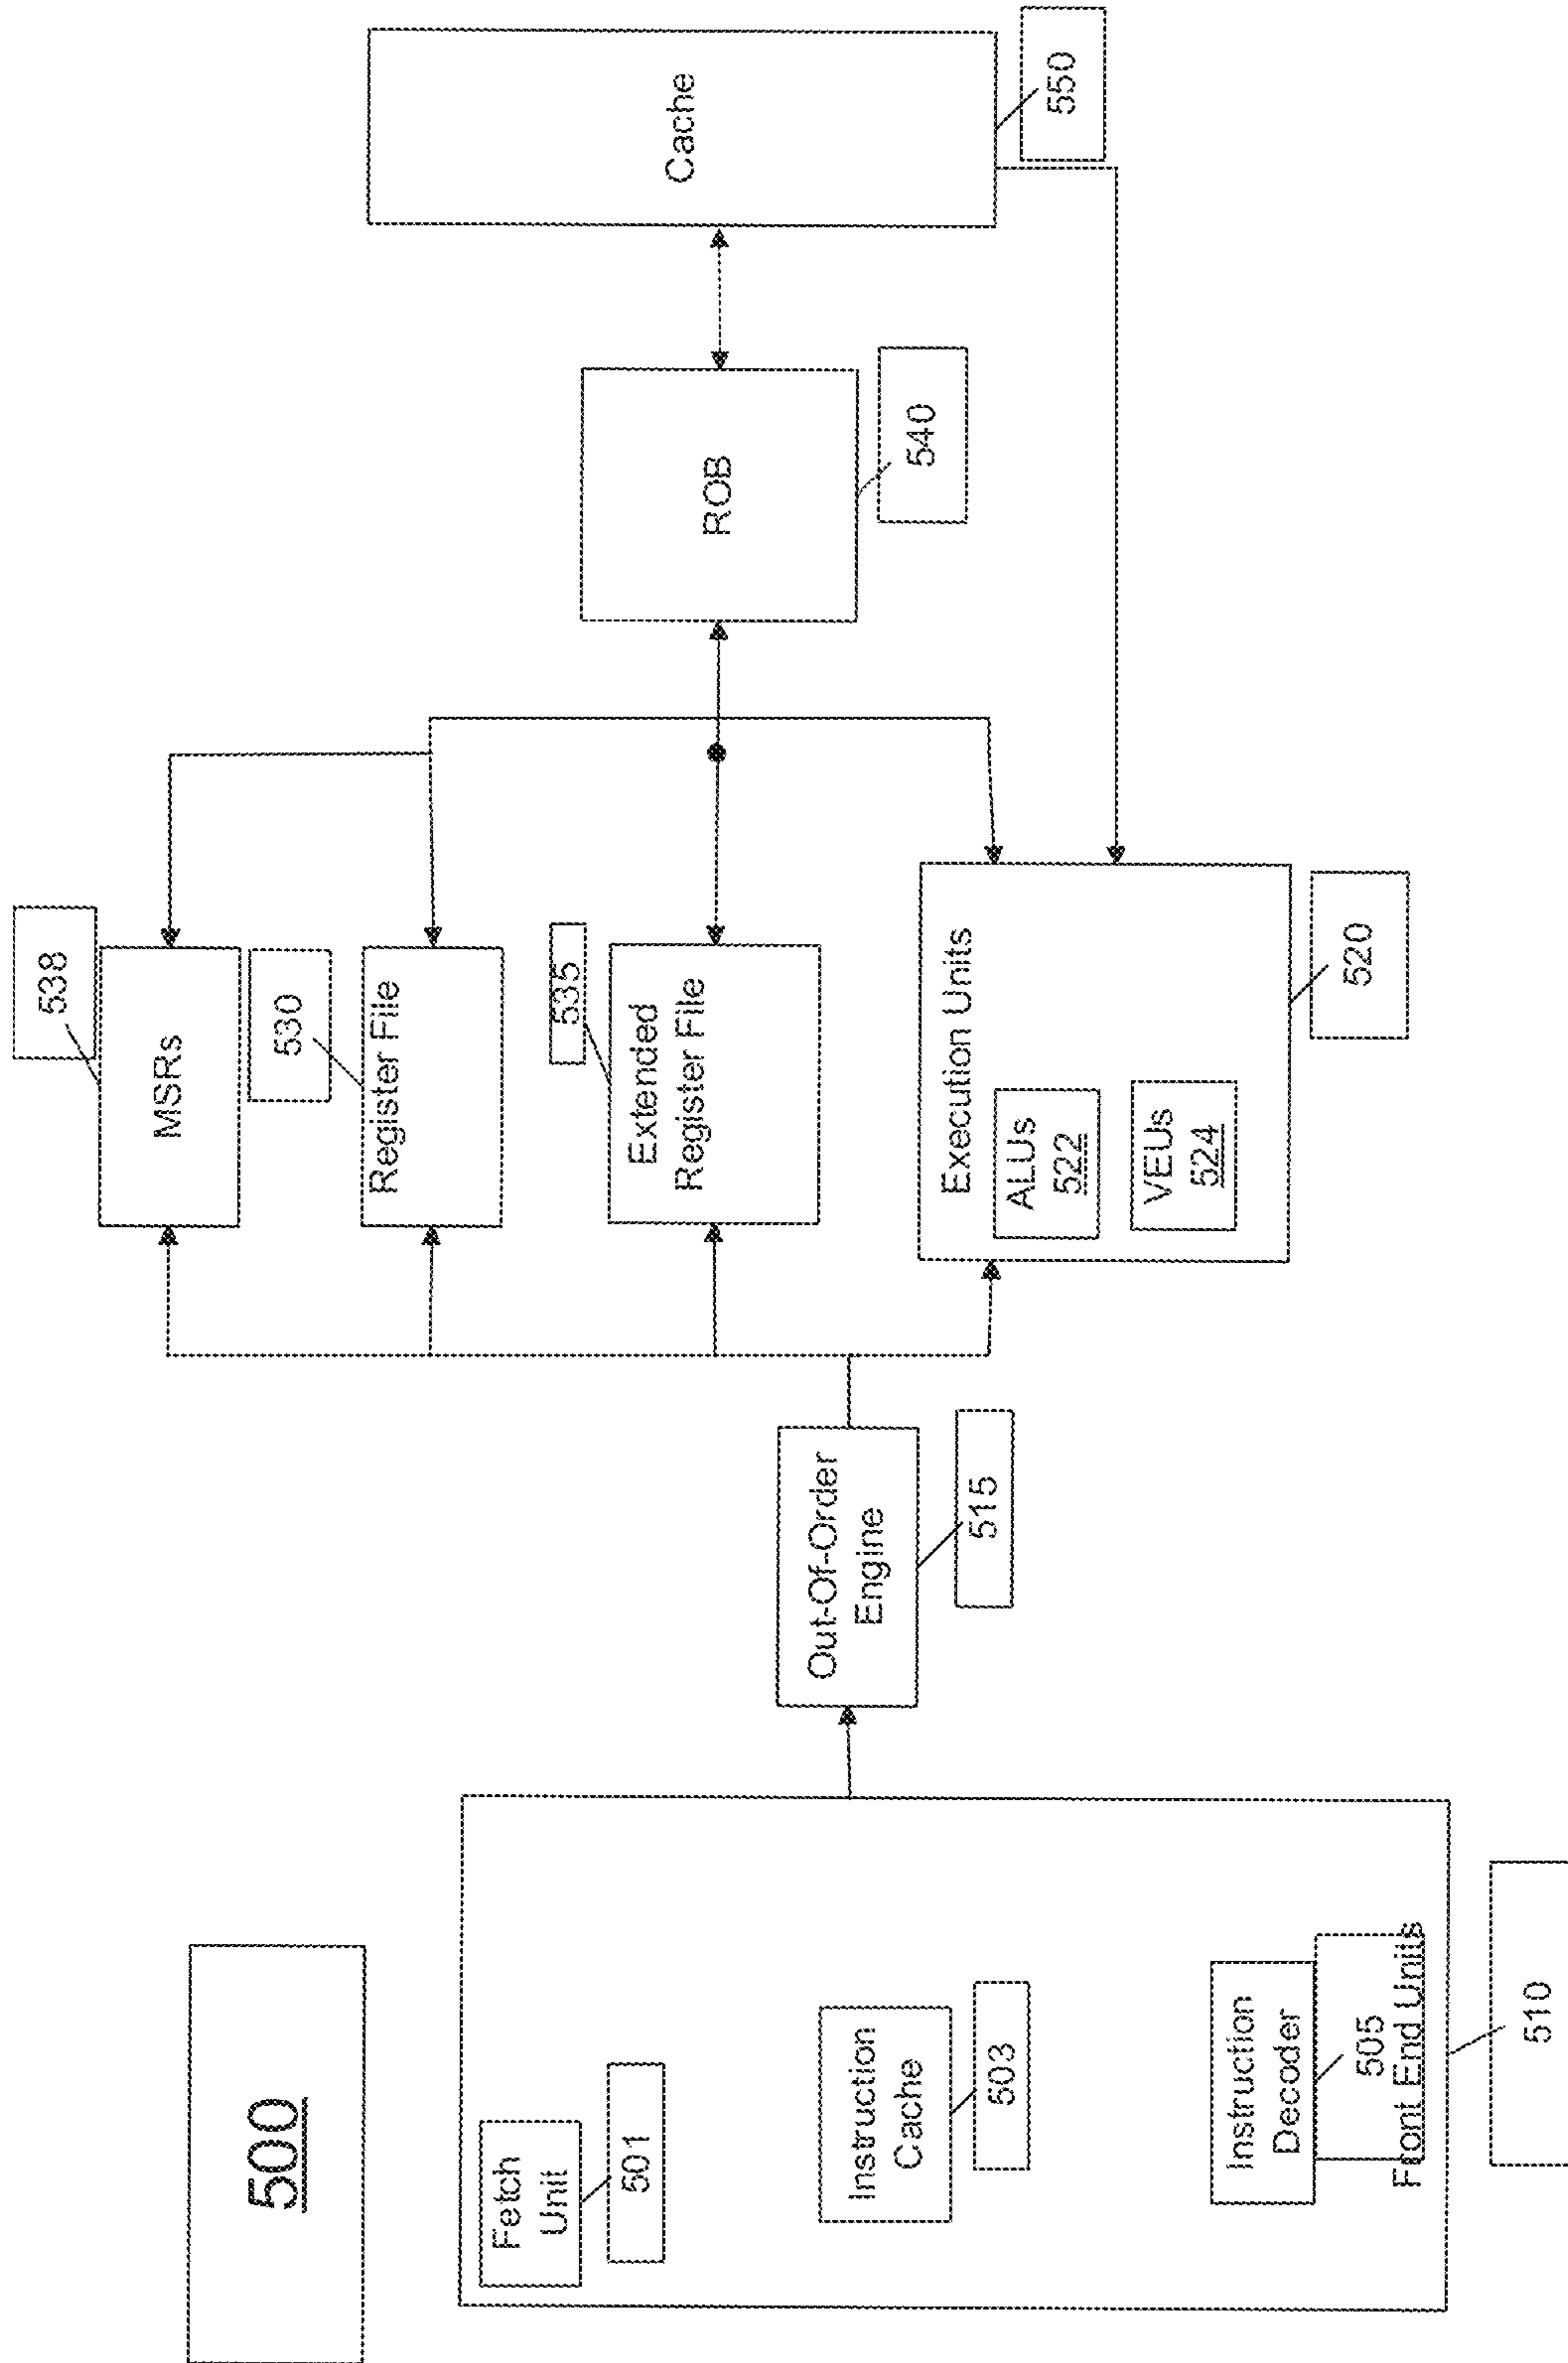 500
Fetch
Unit
501
Instruction
Cache
503
Instruction
Decoder
505
Front End Units
510
Out-Of-Order
Engine
515
MSRs
538
Register File
530
Extended
Register File
535
Execution Units
ALUs
522
VEUs
524
520
ROB
540
Cache
550